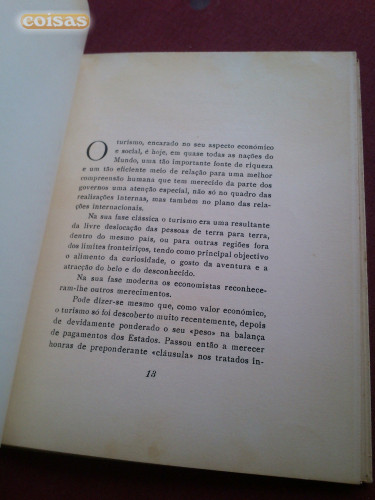 coisas
O turismo, encarado no seu aspecto económico
e social, é hoje, em quase todas as nações do
Mundo, uma tão importante fonte de riqueza
e um tão eficiente meio de relação para uma melhor
compreensão humana que tem merecido da parte dos
governos uma atenção especial, não só no quadro das
realizações internas, mas também no plano das rela-
ções internacionais.
Na sua fase clássica o turismo era uma resultante
da livre deslocação das pessoas de terra para terra,
dentro do mesmo país, ou para outras regiões fora
dos limites fronteiriços, tendo como principal objectivo
o alimento da curiosidade, o gosto da aventura e a
atracção do belo e do desconhecido.
Na sua fase moderna os economistas reconhece-
ram-lhe outros merecimentos.
Pode dizer-se mesmo que, como valor económico,
o turismo só foi descoberto muito recentemente, depois
de devidamente ponderado o seu «peso» na balança
de pagamentos dos Estados. Passou então a merecer
honras de preponderante «cláusula» nos tratados in-
13